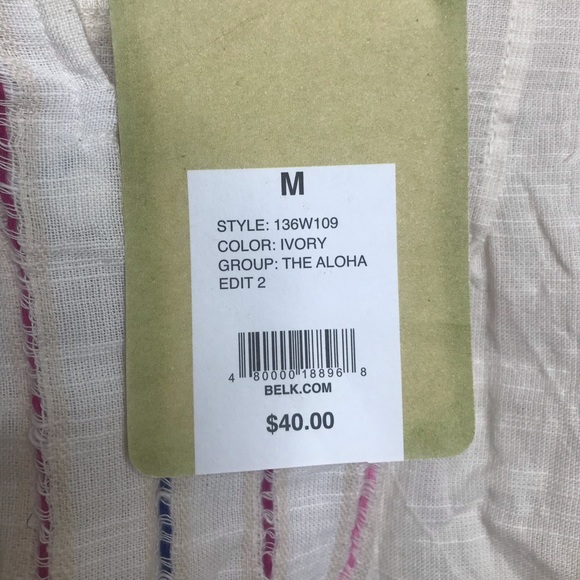 M
STYLE: 136W109
COLOR: IVORY
GROUP: THE ALOHA
EDIT 2
4 80000 18896 8
BELK.COM
$40.00